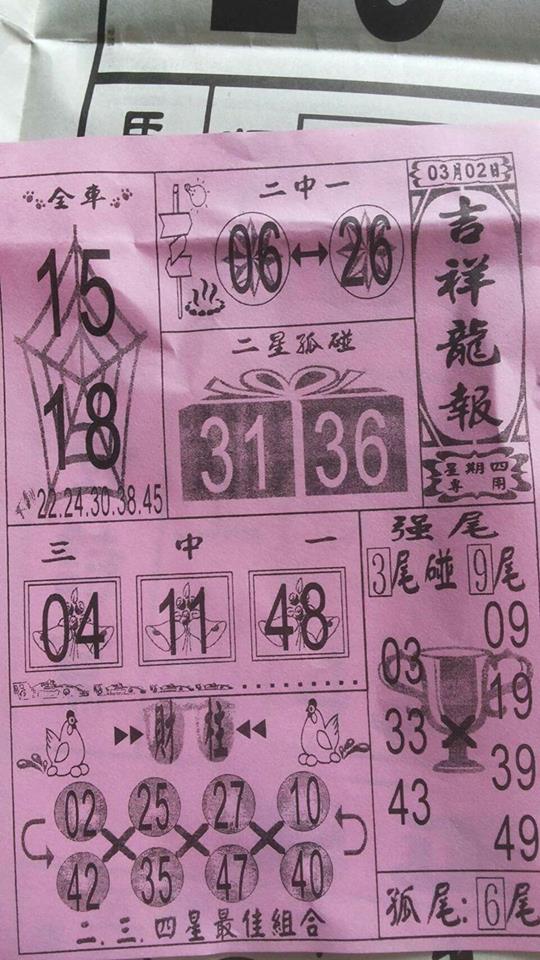 03月02日
吉祥龍報
星期四
專用
全車
15
18
22.24.30.38.45
二中一
06
26
二星孤碰
31
36
三中一
04
11
48
强尾
3尾碰9尾
03
33
43
09
19
39
49
財柱
02
25
27
10
42
35
47
40
二.三.四星最佳組合
孤尾:6尾